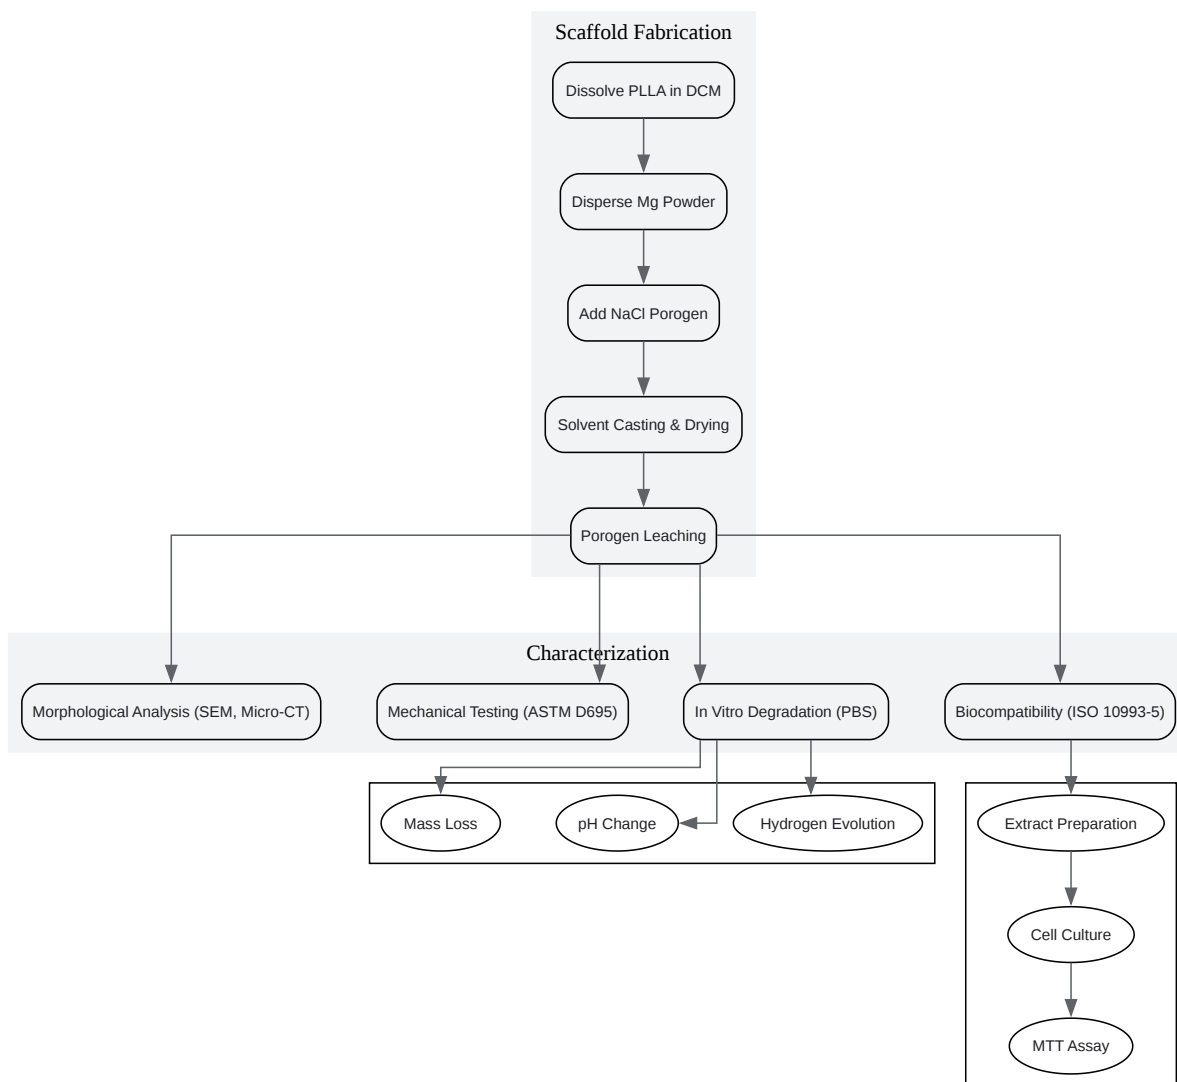 Scaffold Fabrication
Dissolve PLLA in DCM
Disperse Mg Powder
Add NaCl Porogen
Solvent Casting & Drying
Porogen Leaching
Characterization
Morphological Analysis (SEM, Micro-CT)
Mechanical Testing (ASTM D695)
In Vitro Degradation (PBS)
Biocompatibility (ISO 10993-5)
Mass Loss
pH Change
Hydrogen Evolution
Extract Preparation
Cell Culture
MTT Assay